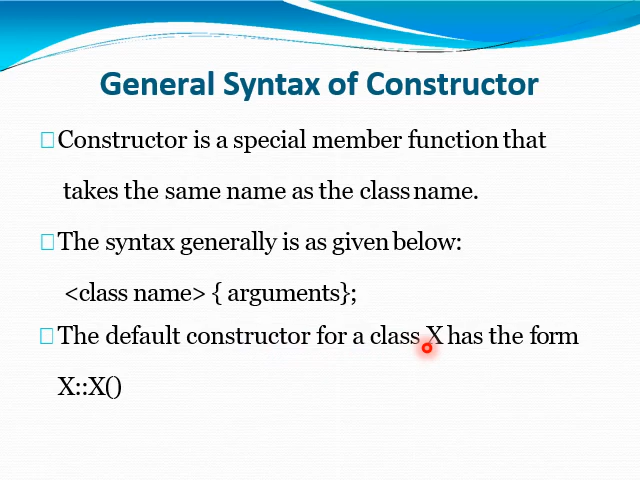 General Syntax of Constructor
Constructor is a special member function that
takes the same name as the class name.
The syntax generally is as given below:
<class name> { arguments};
The default constructor for a class X has the form
X::X()